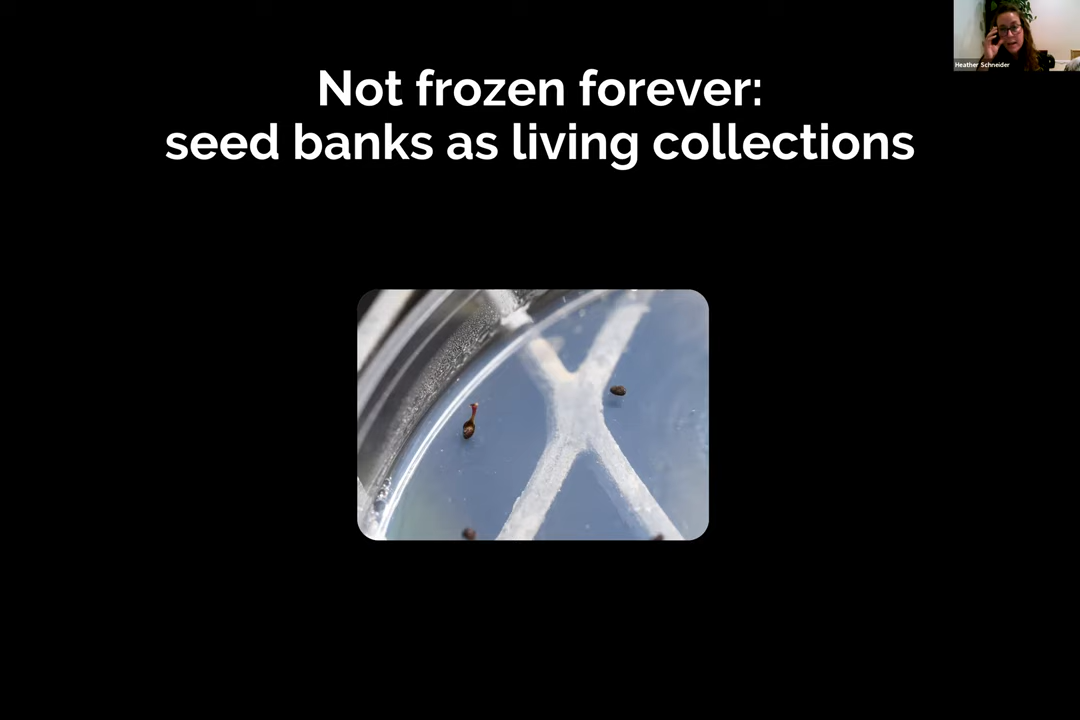 Not frozen forever:
seed banks as living collections
Heather Schneider